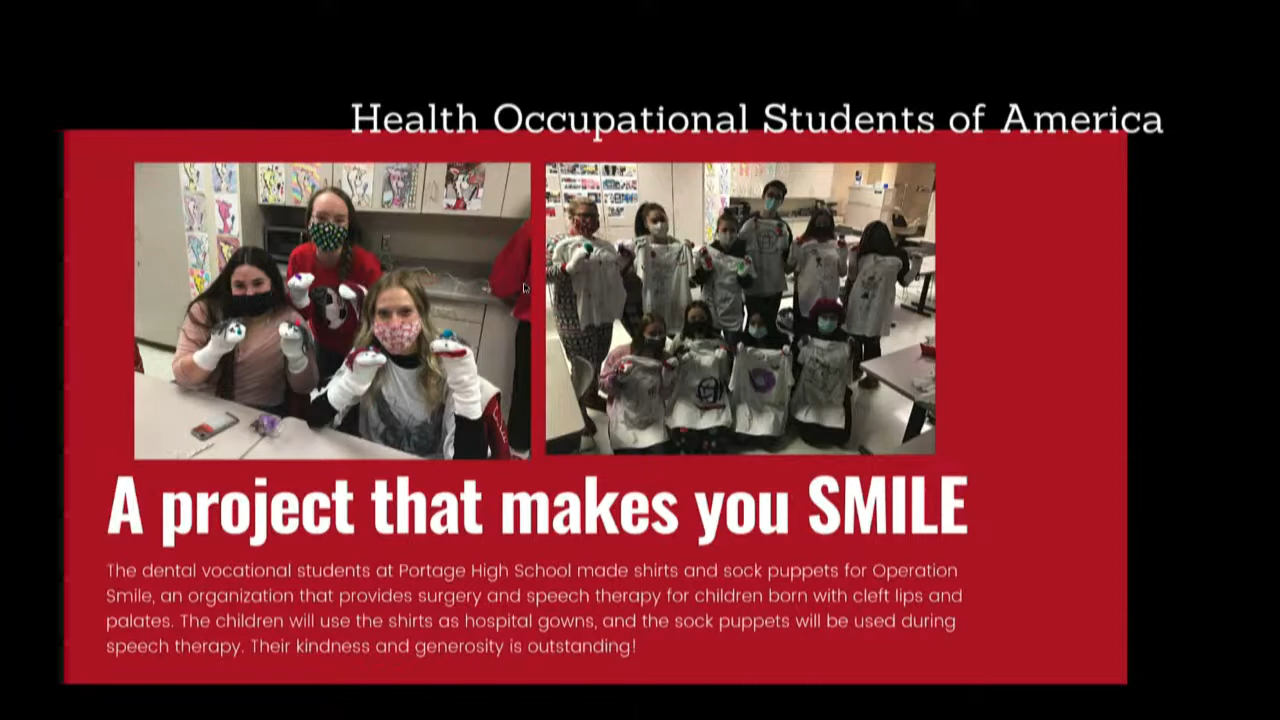 Health Occupational Students of America
A project that makes you SMILE
The dental vocational students at Portage High School made shirts and sock puppets for Operation
Smile, an organization that provides surgery and speech therapy for children born with cleft lips and
palates. The children will use the shirts as hospital gowns, and the sock puppets will be used during
speech therapy. Their kindness and generosity is outstanding!